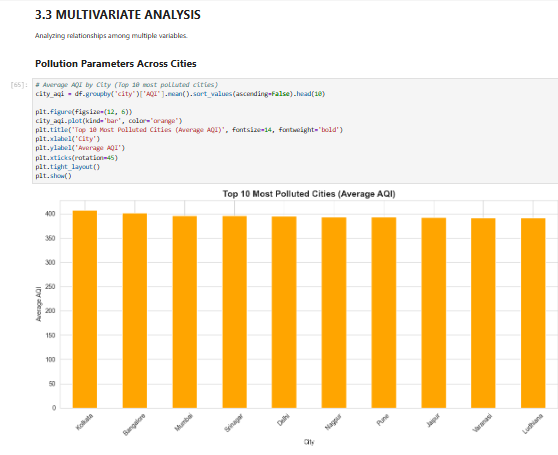 3.3 MULTIVARIATE ANALYSIS
Analyzing relationships among multiple variables.
Pollution Parameters Across Cities
[65]:
# Average AQI by City (Top 10 most polluted cities)
city_aqi = df.groupby('city')['AQI'].mean().sort_values(ascending=False).head(10)
plt.figure(figsize=(12, 6))
city_aqi.plot(kind='bar', color='orange')
plt.title('Top 10 Most Polluted Cities (Average AQI)', fontsize=14, fontweight='bold')
plt.xlabel('City')
plt.ylabel('Average AQI')
plt.xticks(rotation=45)
plt.tight_layout()
plt.show()
Top 10 Most Polluted Cities (Average AQI)
400
350
300
250
200
150
100
50
0
Average AQI
Kolkata
Bangalore
Mumbai
Srinagar
Delhi
Nagpur
Pune
Jaipur
Varanasi
Ludhiana
City